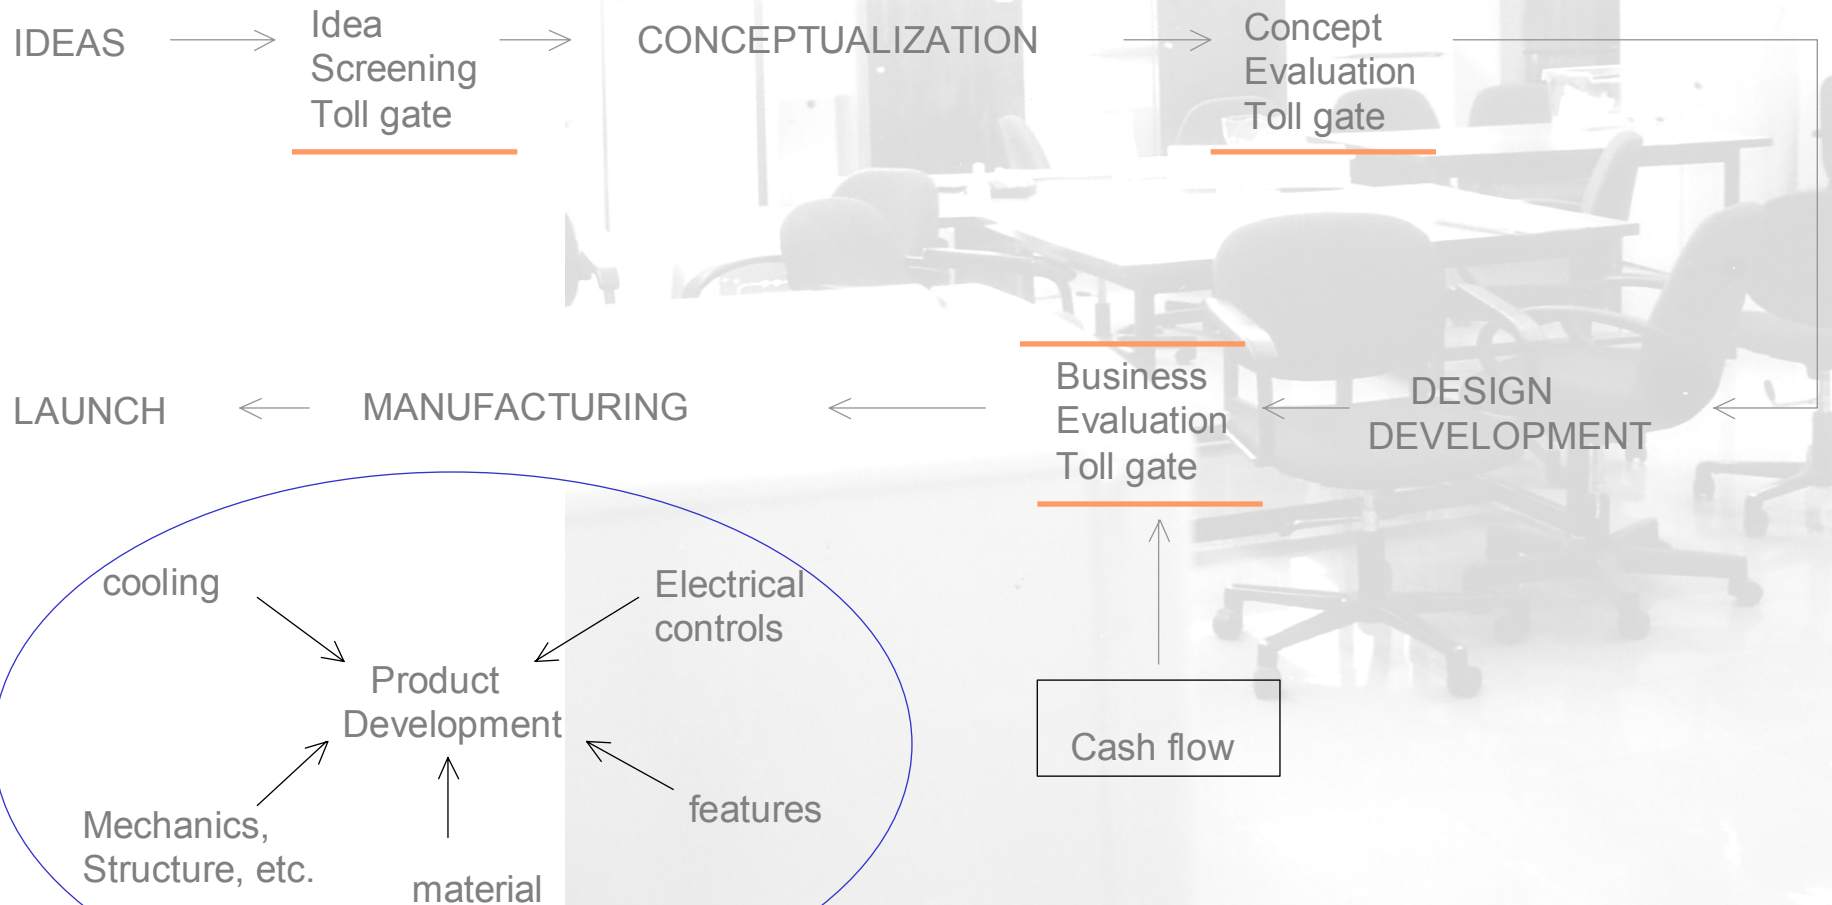 IDEAS
Idea
Screening
Toll gate
CONCEPTUALIZATION
Concept
Evaluation
Toll gate
LAUNCH
MANUFACTURING
Business
Evaluation
Toll gate
DESIGN
DEVELOPMENT
cooling
Electrical
controls
Product
Development
Cash flow
Mechanics,
Structure, etc.
material
features